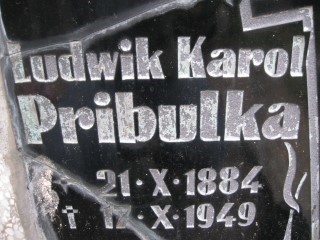 Ludwik Karol
Pribulka
* 21·X·1884
† 17·X·1949